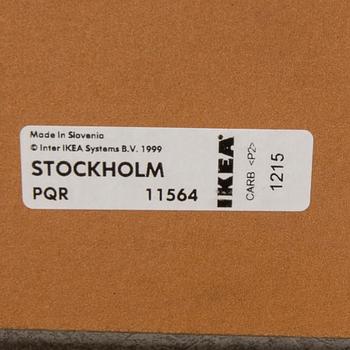 Made in Slovenia
© Inter IKEA Systems B.V. 1999
STOCKHOLM
PQR 11564
IKEA
CARB <P2>
1215